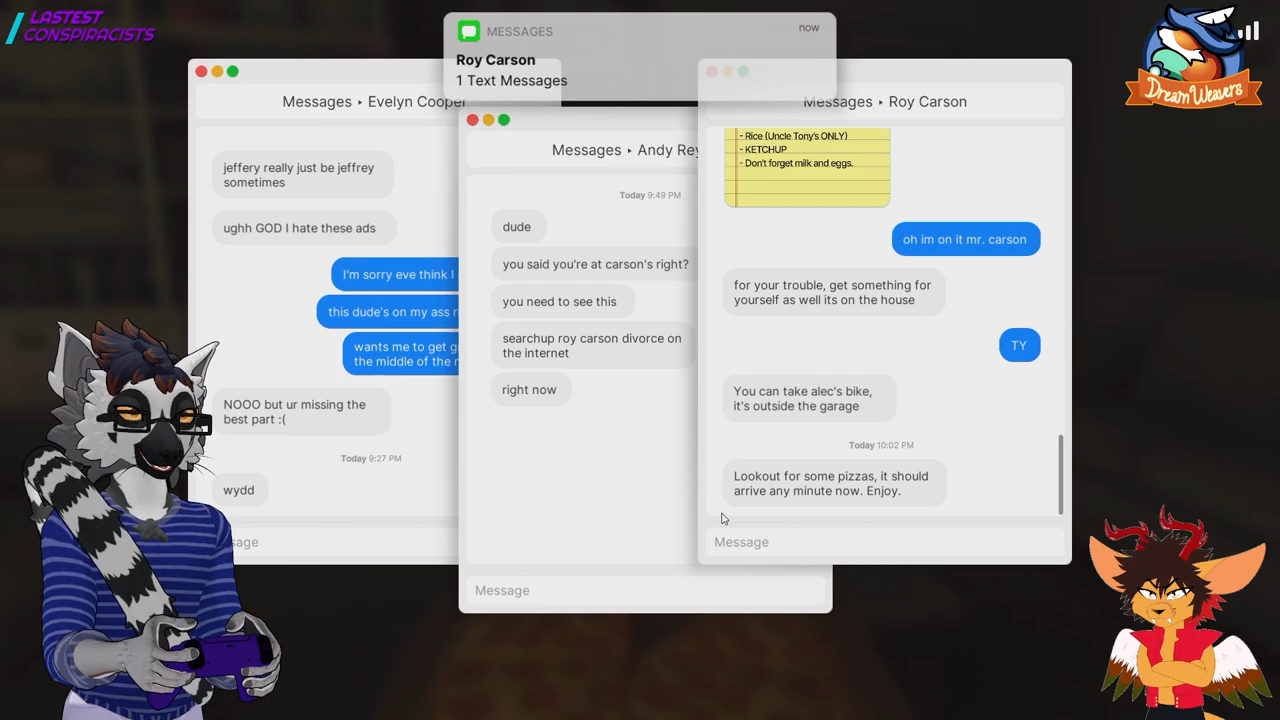 LASTEST
CONSPIRACISTS
MESSAGES
now
Roy Carson
1 Text Messages
DreamWeavers
Messages ▸ Evelyn Cooper
jeffery really just be jeffrey
sometimes
ughh GOD I hate these ads
I'm sorry eve think I
this dude's on my ass
wants me to get
the middle of the
NOOO but ur missing the
best part :(
Today 9:27 PM
wydd
Messages ▸ Andy
Today 9:49 PM
dude
you said you're at carson's right?
you need to see this
searchup roy carson divorce on
the internet
right now
Message
Messages ▸ Roy Carson
- Rice (Uncle Tony's ONLY)
- KETCHUP
- Don't forget milk and eggs.
oh im on it mr. carson
for your trouble, get something for
yourself as well its on the house
TY
You can take alec's bike,
it's outside the garage
Today 10:02 PM
Lookout for some pizzas, it should
arrive any minute now. Enjoy.
Message